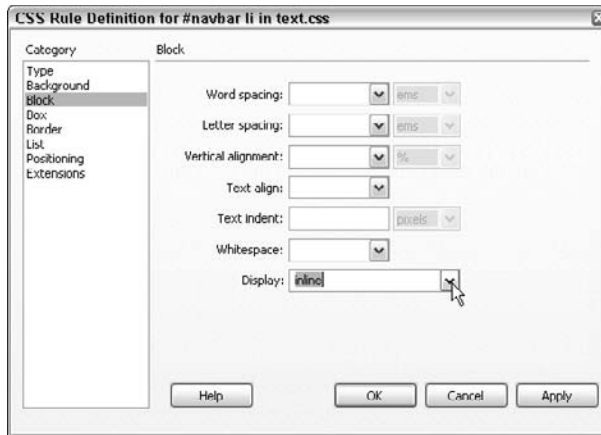 CSS Rule Definition for #navbar li in text.css
Category
Block
Type
Background
Block
Box
Border
List
Positioning
Extensions
Word spacing:
ems
Letter spacing:
ems
Vertical alignment:
%
Text align:
Text indent:
pixels
Whitespace:
Display:
inline
Help
OK
Cancel
Apply